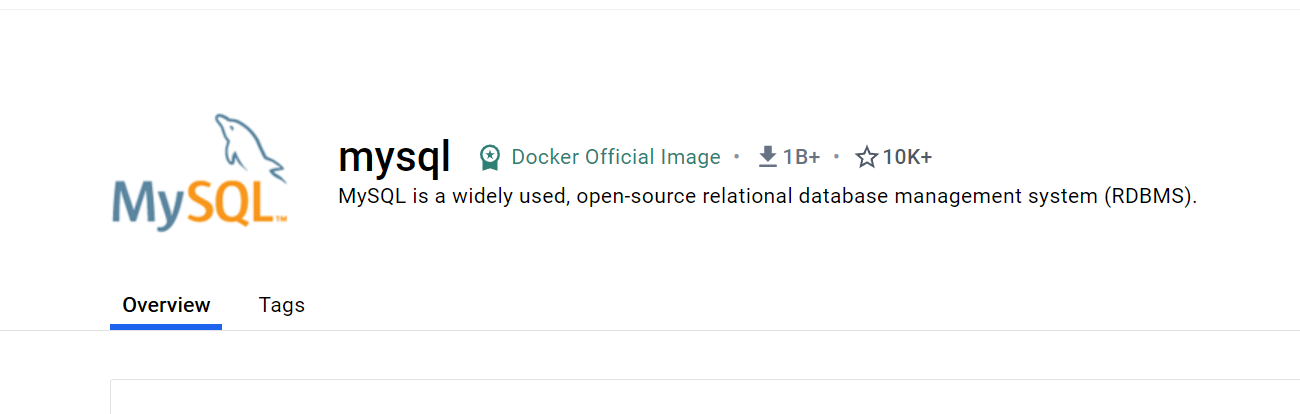 MySQL™
mysql Docker Official Image • 1B+ • 10K+
MySQL is a widely used, open-source relational database management system (RDBMS).
Overview Tags